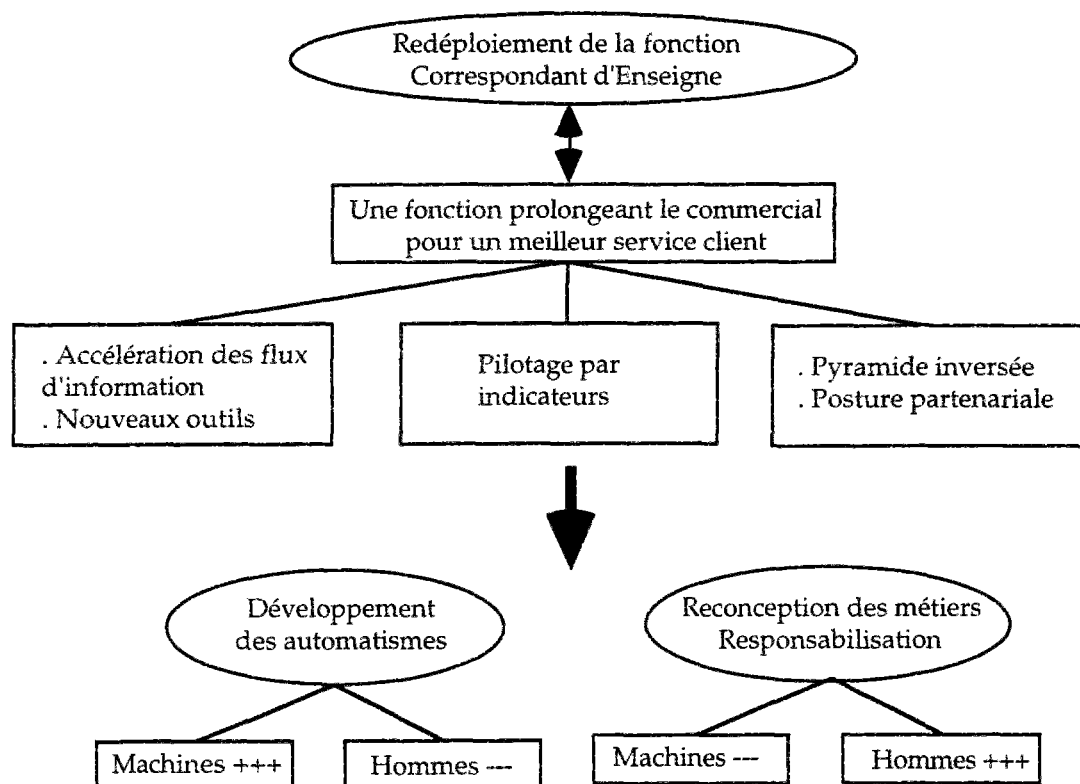 Redéploiement de la fonction
Correspondant d'Enseigne
Une fonction prolongeant le commercial
pour un meilleur service client
. Accélération des flux
d'information
. Nouveaux outils
Pilotage par
indicateurs
. Pyramide inversée
. Posture partenariale
Développement
des automatismes
Reconception des métiers
Responsabilisation
Machines +++
Hommes ---
Machines ---
Hommes +++